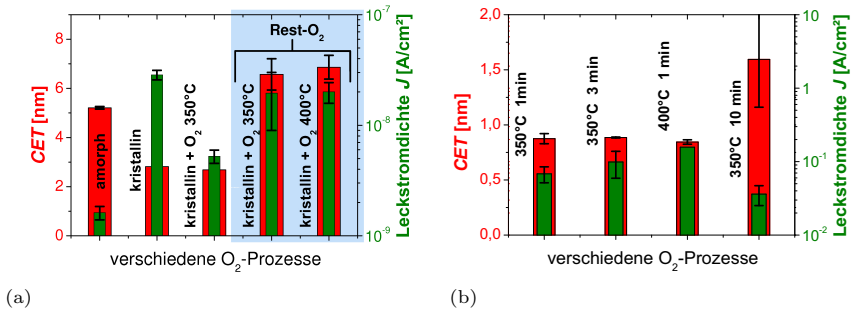 CET [nm]
8
6
4
2
0
amorph
kristallin
kristallin + O₂ 350°C
kristallin + O₂ 350°C
kristallin + O₂ 400°C
Rest-O₂
10⁻⁷
10⁻⁸
10⁻⁹
Leckstromdichte J [A/cm²]
verschiedene O₂-Prozesse
(a)
CET [nm]
2,0
1,5
1,0
0,5
0,0
350°C 1min
350°C 3 min
400°C 1 min
350°C 10 min
10²
10
1
10⁻¹
10⁻²
Leckstromdichte J [A/cm²]
verschiedene O₂-Prozesse
(b)